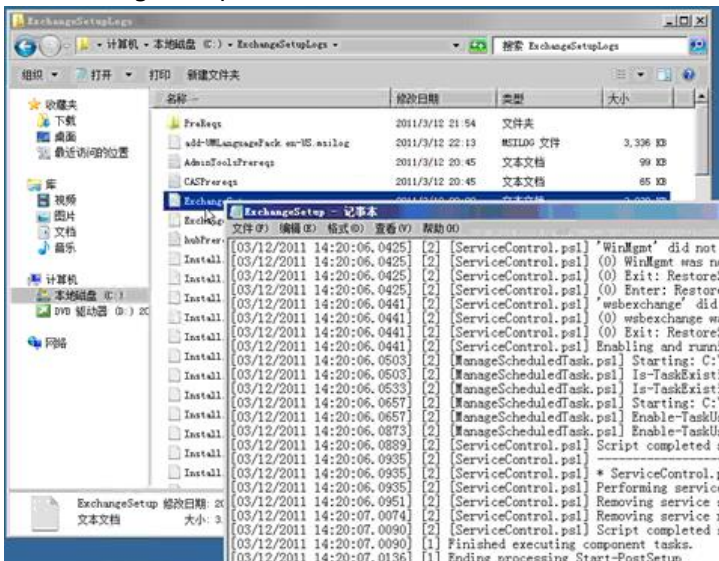 ExchangeSetupLogs
计算机 本地磁盘 (C:) ExchangeSetupLogs
搜索 ExchangeSetupLogs
组织 打开 打印 新建文件夹
名称 修改日期 类型 大小
收藏夹
下载
桌面
最近访问的位置
库
视频
图片
文档
音乐
计算机
本地磁盘 (C:)
DVD 驱动器 (D:) 20
网络
PreReqs 2011/3/12 21:54 文件夹
add-UMLanguagePack en-US.msilog 2011/3/12 22:13 MSILOG 文件 3,336 KB
AdminToolsPrereqs 2011/3/12 20:45 文本文档 99 KB
CASPrereqs 2011/3/12 20:45 文本文档 65 KB
hubPrer
Install
Install
Install
Install
Install
Install
Install
Install
Install
Install
Install
ExchangeSetup - 记事本
文件(F) 编辑(E) 格式(O) 查看(V) 帮助(H)
[03/12/2011 14:20:06.0425] [2] [ServiceControl.ps1] 'WinMgmt' did not
[03/12/2011 14:20:06.0425] [2] [ServiceControl.ps1] (0) WinMgmt was no
[03/12/2011 14:20:06.0425] [2] [ServiceControl.ps1] (0) Exit: Restore
[03/12/2011 14:20:06.0425] [2] [ServiceControl.ps1] (0) Enter: Restore
[03/12/2011 14:20:06.0441] [2] [ServiceControl.ps1] 'wsbexchange' did
[03/12/2011 14:20:06.0441] [2] [ServiceControl.ps1] (0) wsbexchange wa
[03/12/2011 14:20:06.0441] [2] [ServiceControl.ps1] (0) Exit: Restore
[03/12/2011 14:20:06.0441] [2] [ServiceControl.ps1] Enabling and runni
[03/12/2011 14:20:06.0503] [2] [ManageScheduledTask.ps1] Starting: C:
[03/12/2011 14:20:06.0503] [2] [ManageScheduledTask.ps1] Is-TaskExisti
[03/12/2011 14:20:06.0533] [2] [ManageScheduledTask.ps1] Is-TaskExisti
[03/12/2011 14:20:06.0657] [2] [ManageScheduledTask.ps1] Starting: C:
[03/12/2011 14:20:06.0657] [2] [ManageScheduledTask.ps1] Enable-TaskU
[03/12/2011 14:20:06.0873] [2] [ManageScheduledTask.ps1] Enable-TaskU
[03/12/2011 14:20:06.0889] [2] [ServiceControl.ps1] Script completed s
[03/12/2011 14:20:06.0935] [2] [ServiceControl.ps1] ----------
[03/12/2011 14:20:06.0935] [2] [ServiceControl.ps1] * ServiceControl.p
[03/12/2011 14:20:06.0935] [2] [ServiceControl.ps1] Performing service
[03/12/2011 14:20:06.0951] [2] [ServiceControl.ps1] Removing service s
[03/12/2011 14:20:07.0074] [2] [ServiceControl.ps1] Removing service r
[03/12/2011 14:20:07.0090] [2] [ServiceControl.ps1] Script completed s
[03/12/2011 14:20:07.0090] [1] Finished executing component tasks.
[03/12/2011 14:20:07.0136] [1] Ending processing Start-PostSetup
ExchangeSetup 修改日期: 20
文本文档 大小: 3.